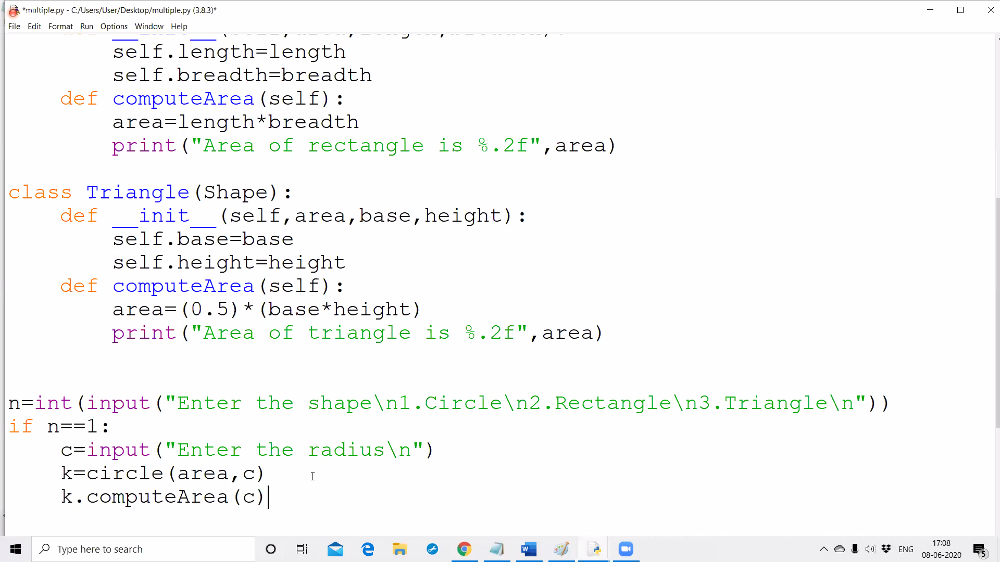 *multiple.py - C:/Users/User/Desktop/multiple.py (3.8.3)*
File Edit Format Run Options Window Help
self.length=length
self.breadth=breadth
def computeArea(self):
area=length*breadth
print("Area of rectangle is %.2f",area)
class Triangle(Shape):
def __init__(self,area,base,height):
self.base=base
self.height=height
def computeArea(self):
area=(0.5)*(base*height)
print("Area of triangle is %.2f",area)
n=int(input("Enter the shape\n1.Circle\n2.Rectangle\n3.Triangle\n"))
if n==1:
c=input("Enter the radius\n")
k=circle(area,c)
k.computeArea(c)
Type here to search
ENG
17:08
08-06-2020
5